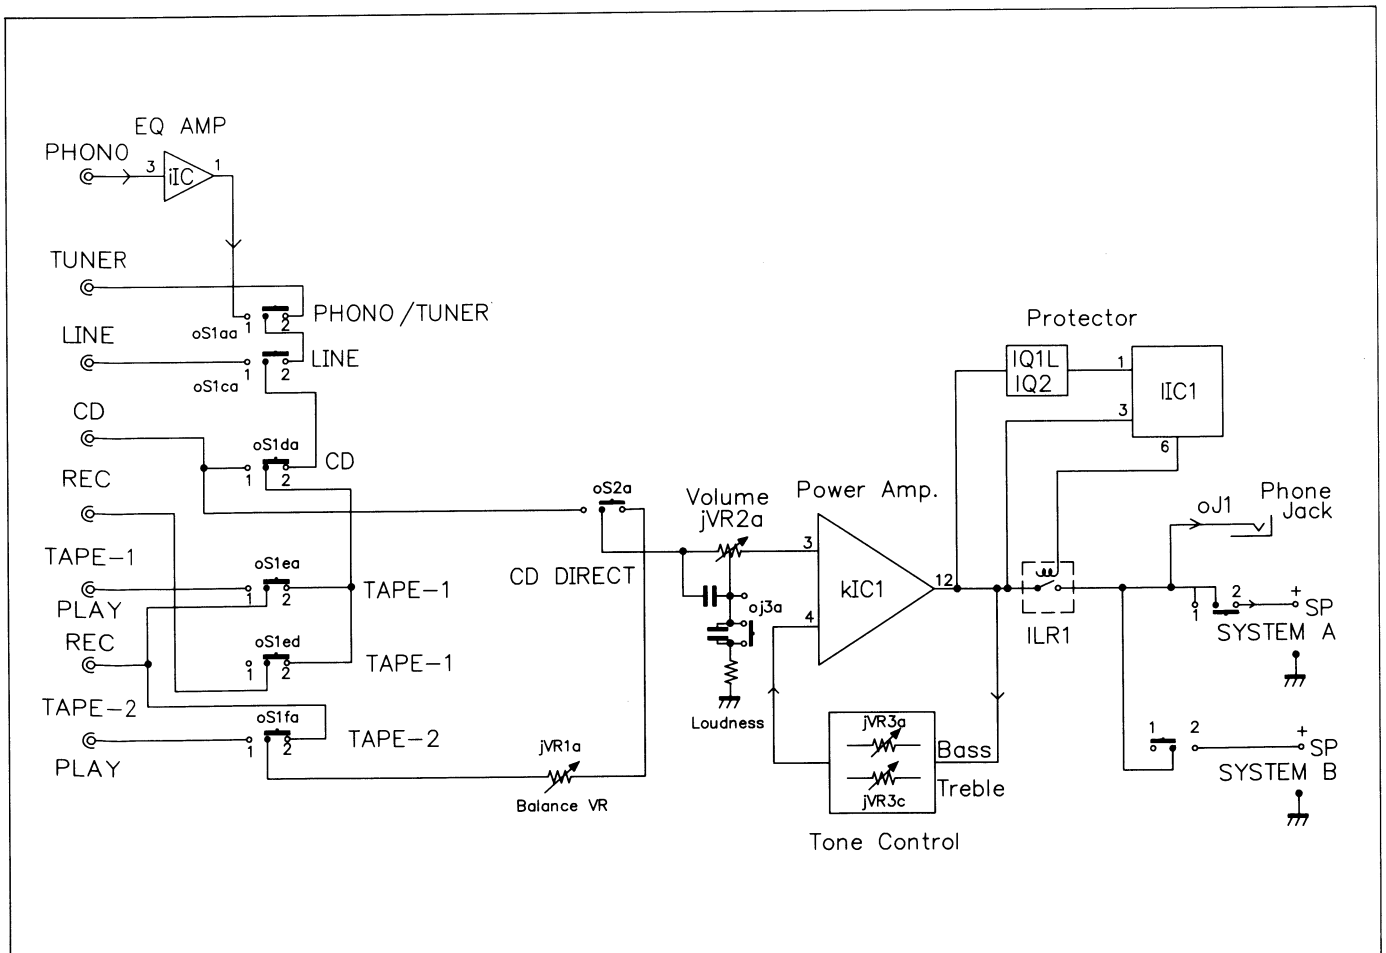 EQ AMP
PHONO
3
iIC
1
TUNER
PHONO/TUNER
oS1aa
1
2
LINE
LINE
oS1ca
1
2
CD
oS1da
CD
1
2
REC
oS2a
Volume
jVR2a
Power Amp.
CD DIRECT
TAPE-1
oS1ea
TAPE-1
1
2
PLAY
REC
oS1ed
TAPE-1
1
2
TAPE-2
oS1fa
TAPE-2
1
2
PLAY
jVR1a
Balance VR
oj3a
Loudness
3
kIC1
12
4
jVR3a
Bass
jVR3c
Treble
Tone Control
Protector
lQ1L
lQ2
1
lIC1
3
6
lLR1
oJ1
Phone
Jack
1
2
+
SP
SYSTEM A
1
2
+
SP
SYSTEM B